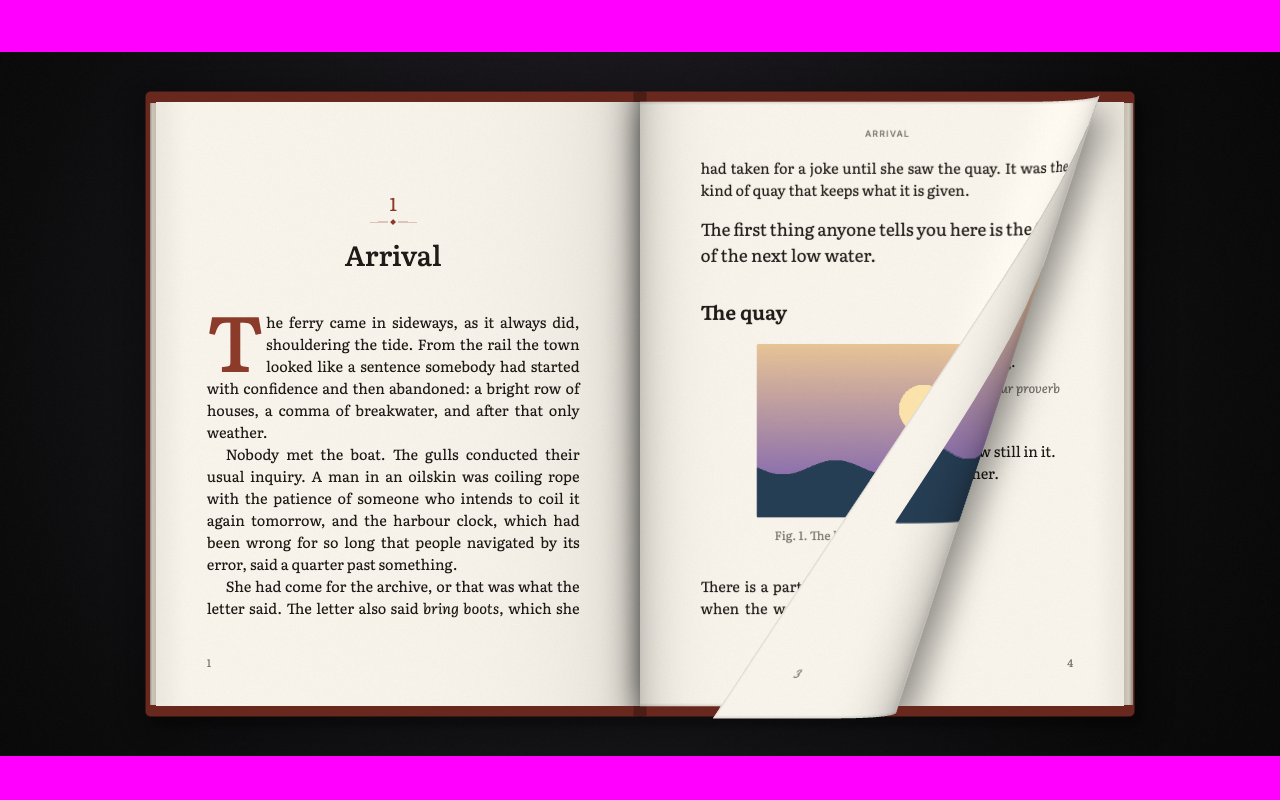 1
Arrival
The ferry came in sideways, as it always did,
shouldering the tide. From the rail the town
looked like a sentence somebody had started
with confidence and then abandoned: a bright row of
houses, a comma of breakwater, and after that only
weather.
Nobody met the boat. The gulls conducted their
usual inquiry. A man in an oilskin was coiling rope
with the patience of someone who intends to coil it
again tomorrow, and the harbour clock, which had
been wrong for so long that people navigated by its
error, said a quarter past something.
She had come for the archive, or that was what the
letter said. The letter also said bring boots, which she
1
ARRIVAL
had taken for a joke until she saw the quay. It was the
kind of quay that keeps what it is given.
The first thing anyone tells you here is the
of the next low water.
The quay
Fig. 1. The
There is a part
when the
proverb
still in it.
4